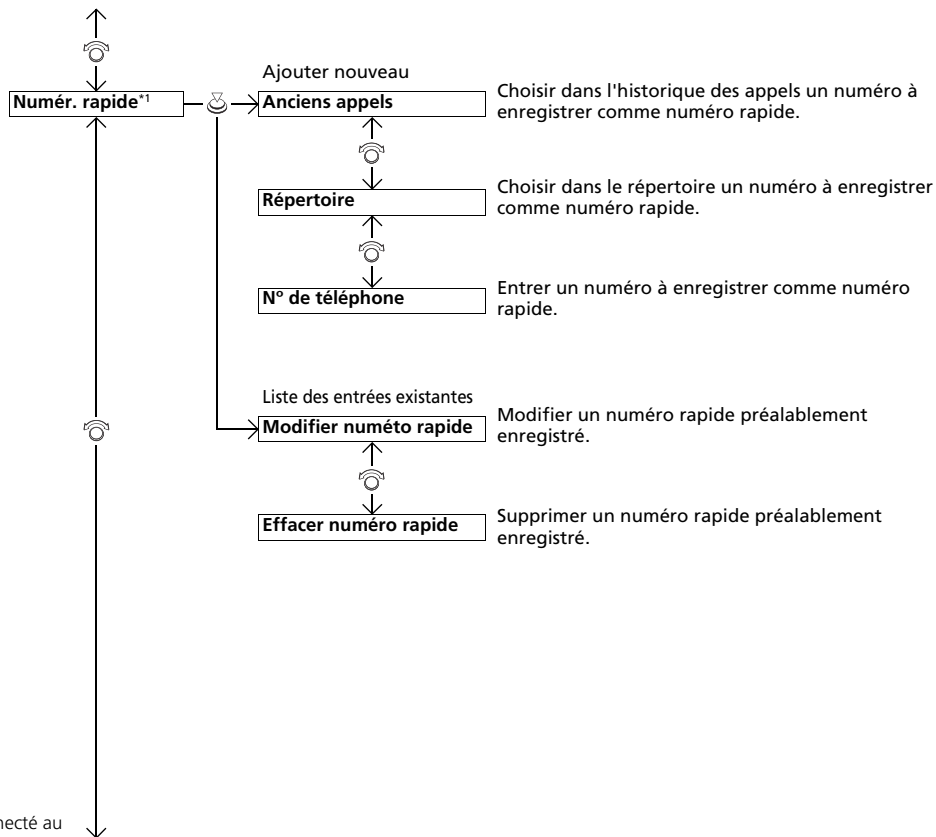 Ajouter nouveau
Numér. rapide*1
Anciens appels
Choisir dans l'historique des appels un numéro à
enregistrer comme numéro rapide.
Répertoire
Choisir dans le répertoire un numéro à enregistrer
comme numéro rapide.
Nº de téléphone
Entrer un numéro à enregistrer comme numéro
rapide.
Liste des entrées existantes
Modifier numéto rapide
Modifier un numéro rapide préalablement
enregistré.
Effacer numéro rapide
Supprimer un numéro rapide préalablement
enregistré.
necté au